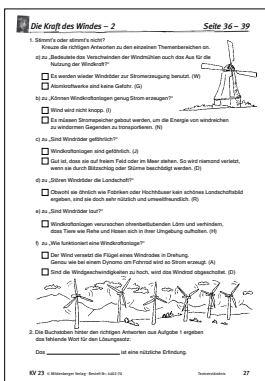 Die Kraft des Windes – 2 Seite 36 – 39
1. Stimmt's oder stimmt's nicht?
Kreuze die richtigen Antworten zu den einzelnen Themenbereichen an.
a) zu „Bedeutete das Verschwinden der Windmühlen auch das Aus für die
Nutzung der Windkraft?"
Es werden wieder Windräder zur Stromerzeugung benutzt. (W)
Atomkraftwerke sind keine Gefahr. (G)
b) zu „Können Windkraftanlagen genug Strom erzeugen?"
Wind wird nicht knapp. (I)
Es müssen Stromspeicher gebaut werden, um die Energie von windreichen
zu windarmen Gegenden zu transportieren. (N)
c) zu „Sind Windräder gefährlich?"
Windkraftanlagen sind gefährlich. (J)
Gut ist, dass sie auf freiem Feld oder im Meer stehen. So wird niemand verletzt,
wenn sie durch Blitzschlag oder Stürme beschädigt werden. (D)
d) zu „Stören Windräder die Landschaft?"
Obwohl sie ähnlich wie Fabriken oder Hochhäuser kein schönes Landschaftsbild
ergeben, sind sie doch sehr nützlich und umweltfreundlich. (R)
e) zu „Sind Windräder laut?"
Windkraftanlagen verursachen ohrenbetäubenden Lärm und verhindern,
dass Tiere wie Rehe und Hasen sich in ihrer Umgebung aufhalten. (H)
f) zu „Wie funktioniert eine Windkraftanlage?"
Der Wind versetzt die Flügel eines Windrades in Drehung.
Genau wie bei einem Dynamo am Fahrrad wird so Strom erzeugt. (A)
Sind die Windgeschwindigkeiten zu hoch, wird das Windrad abgeschaltet. (D)
2. Die Buchstaben hinter den richtigen Antworten aus Aufgabe 1 ergeben
das fehlende Wort für den Lösungssatz:
Das ____________ ist eine nützliche Erfindung.
KV 23 © Mildenberger Verlag · Bestell-Nr. 4402-74 Textverständnis 27